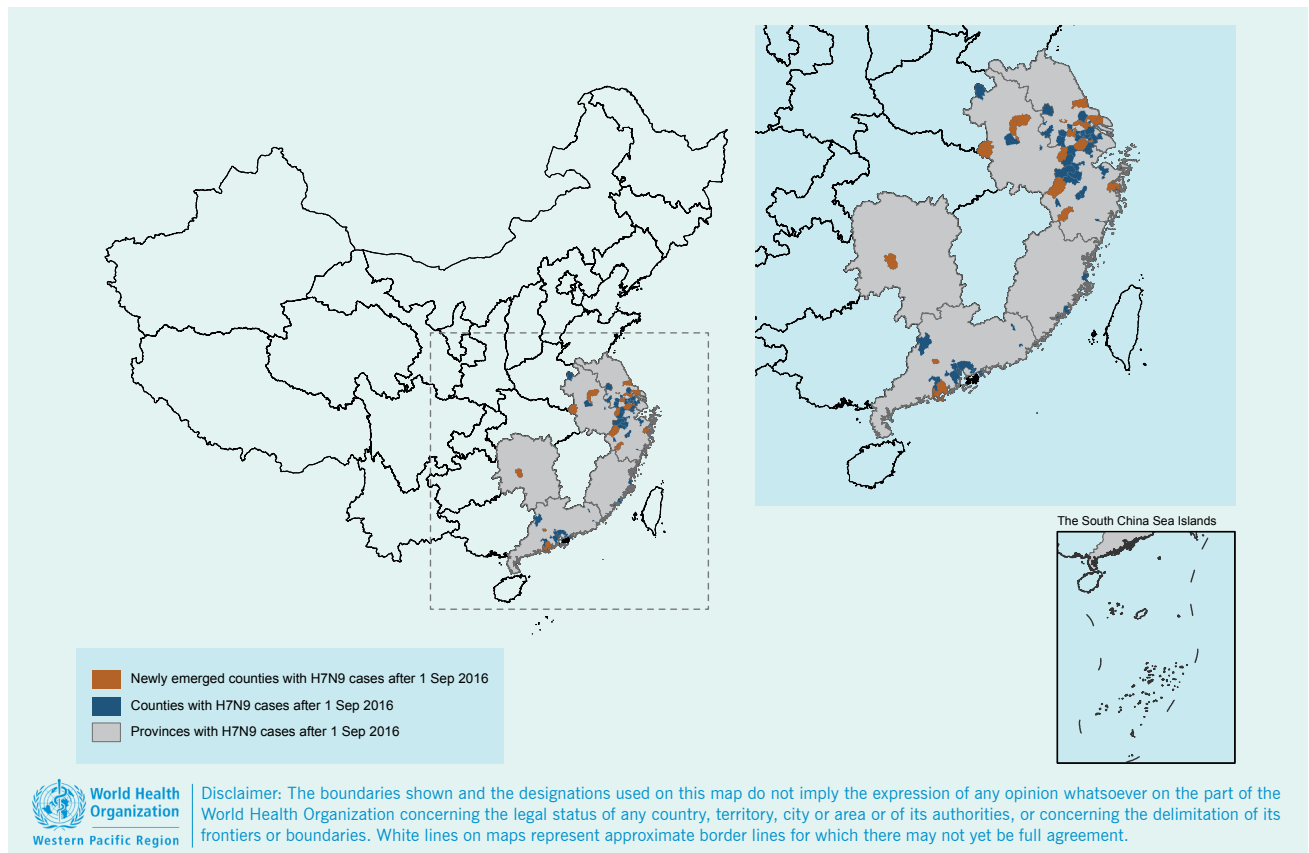 The South China Sea Islands
Newly emerged counties with H7N9 cases after 1 Sep 2016
Counties with H7N9 cases after 1 Sep 2016
Provinces with H7N9 cases after 1 Sep 2016
World Health
Organization
Western Pacific Region
Disclaimer: The boundaries shown and the designations used on this map do not imply the expression of any opinion whatsoever on the part of the
World Health Organization concerning the legal status of any country, territory, city or area or of its authorities, or concerning the delimitation of its
frontiers or boundaries. White lines on maps represent approximate border lines for which there may not yet be full agreement.